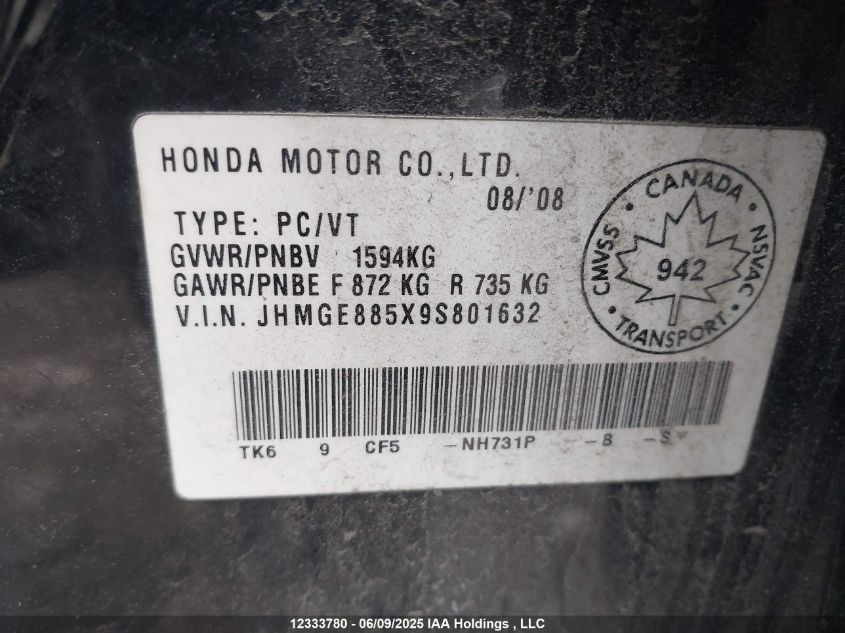 HONDA MOTOR CO.,LTD.
08/'08
TYPE: PC/VT
GVWR/PNBV 1594KG
GAWR/PNBE F 872 KG R 735 KG
V.I.N. JHMGE885X9S801632
CANADA
CMVSS
NSVAC
942
TRANSPORT
TK6 9 CF5 -NH731P -B -S
12333780 - 06/09/2025 IAA Holdings , LLC